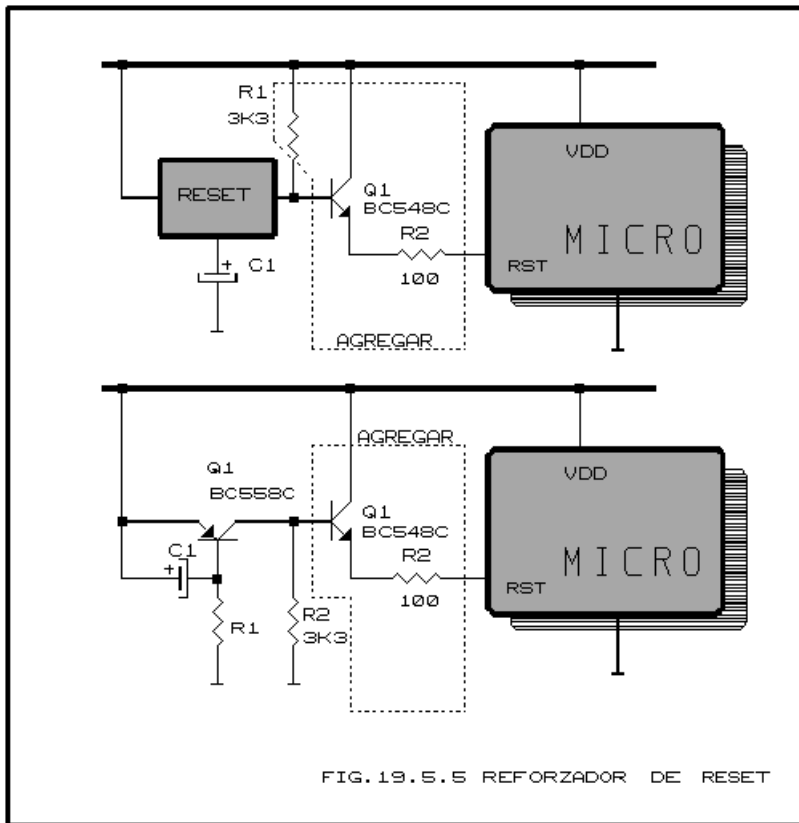 R1
3K3
VDD
RESET
Q1
BC548C
R2
MICRO
RST
+
C1
100
AGREGAR
AGREGAR
VDD
Q1
BC558C
Q1
BC548C
C1
+
R2
MICRO
RST
100
R1
R2
3K3
FIG.19.5.5 REFORZADOR DE RESET